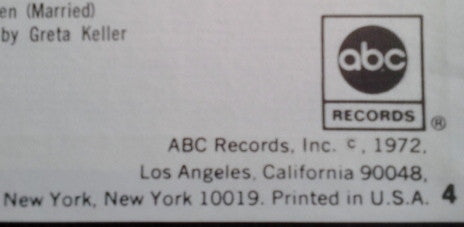 en (Married)
by Greta Keller
abc
RECORDS
®
ABC Records, Inc. c, 1972,
Los Angeles, California 90048,
New York, New York 10019. Printed in U.S.A. 4